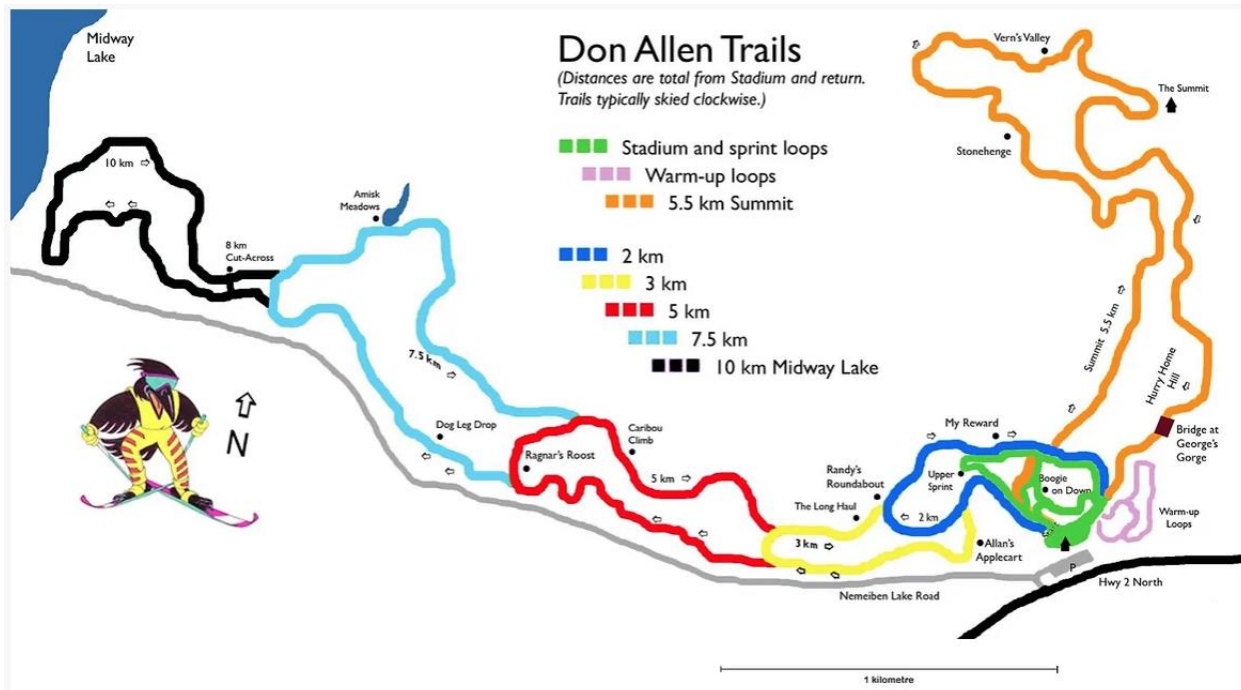 Midway
Lake
Don Allen Trails
(Distances are total from Stadium and return.
Trails typically skied clockwise.)
Stadium and sprint loops
Warm-up loops
5.5 km Summit
2 km
3 km
5 km
7.5 km
10 km Midway Lake
Vern's Valley
The Summit
Stonehenge
10 km
Amisk
Meadows
8 km
Cut-Across
7.5 km
Summit 5.5 km
Hurry Home
Hill
Bridge at
George's
Gorge
Dog Leg Drop
Ragnar's Roost
Caribou
Climb
5 km
My Reward
Randy's
Roundabout
The Long Haul
Upper
Sprint
Boogie
on Down
2 km
Warm-up
Loops
3 km
Allan's
Applecart
P
Hwy 2 North
Nemeiben Lake Road
N
1 kilometre